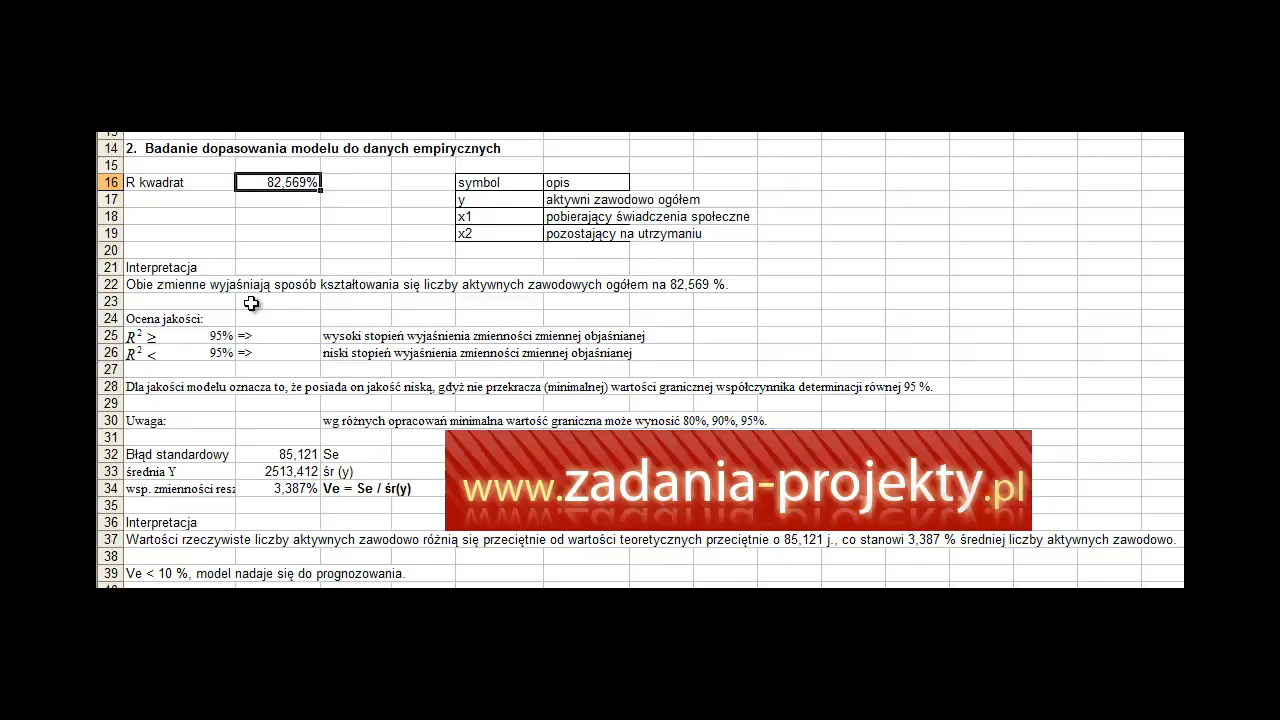 14 2. Badanie dopasowania modelu do danych empirycznych
15
16 R kwadrat 82,569% symbol opis
17 y aktywni zawodowo ogółem
18 x1 pobierający świadczenia społeczne
19 x2 pozostający na utrzymaniu
20
21 Interpretacja
22 Obie zmienne wyjaśniają sposób kształtowania się liczby aktywnych zawodowych ogółem na 82,569 %.
23
24 Ocena jakości:
25 R² ≥ 95% => wysoki stopień wyjaśnienia zmienności zmiennej objaśnianej
26 R² < 95% => niski stopień wyjaśnienia zmienności zmiennej objaśnianej
27
28 Dla jakości modelu oznacza to, że posiada on jakość niską, gdyż nie przekracza (minimalnej) wartości granicznej współczynnika determinacji równej 95 %.
29
30 Uwaga: wg różnych opracowań minimalna wartość graniczna może wynosić 80%, 90%, 95%.
31
32 Błąd standardowy 85,121 Se
33 średnia Y 2513,412 śr (y)
34 wsp. zmienności resz 3,387% Ve = Se / śr(y)
www.zadania-projekty.pl
35
36 Interpretacja
37 Wartości rzeczywiste liczby aktywnych zawodowo różnią się przeciętnie od wartości teoretycznych przeciętnie o 85,121 j., co stanowi 3,387 % średniej liczby aktywnych zawodowo.
38
39 Ve < 10 %, model nadaje się do prognozowania.